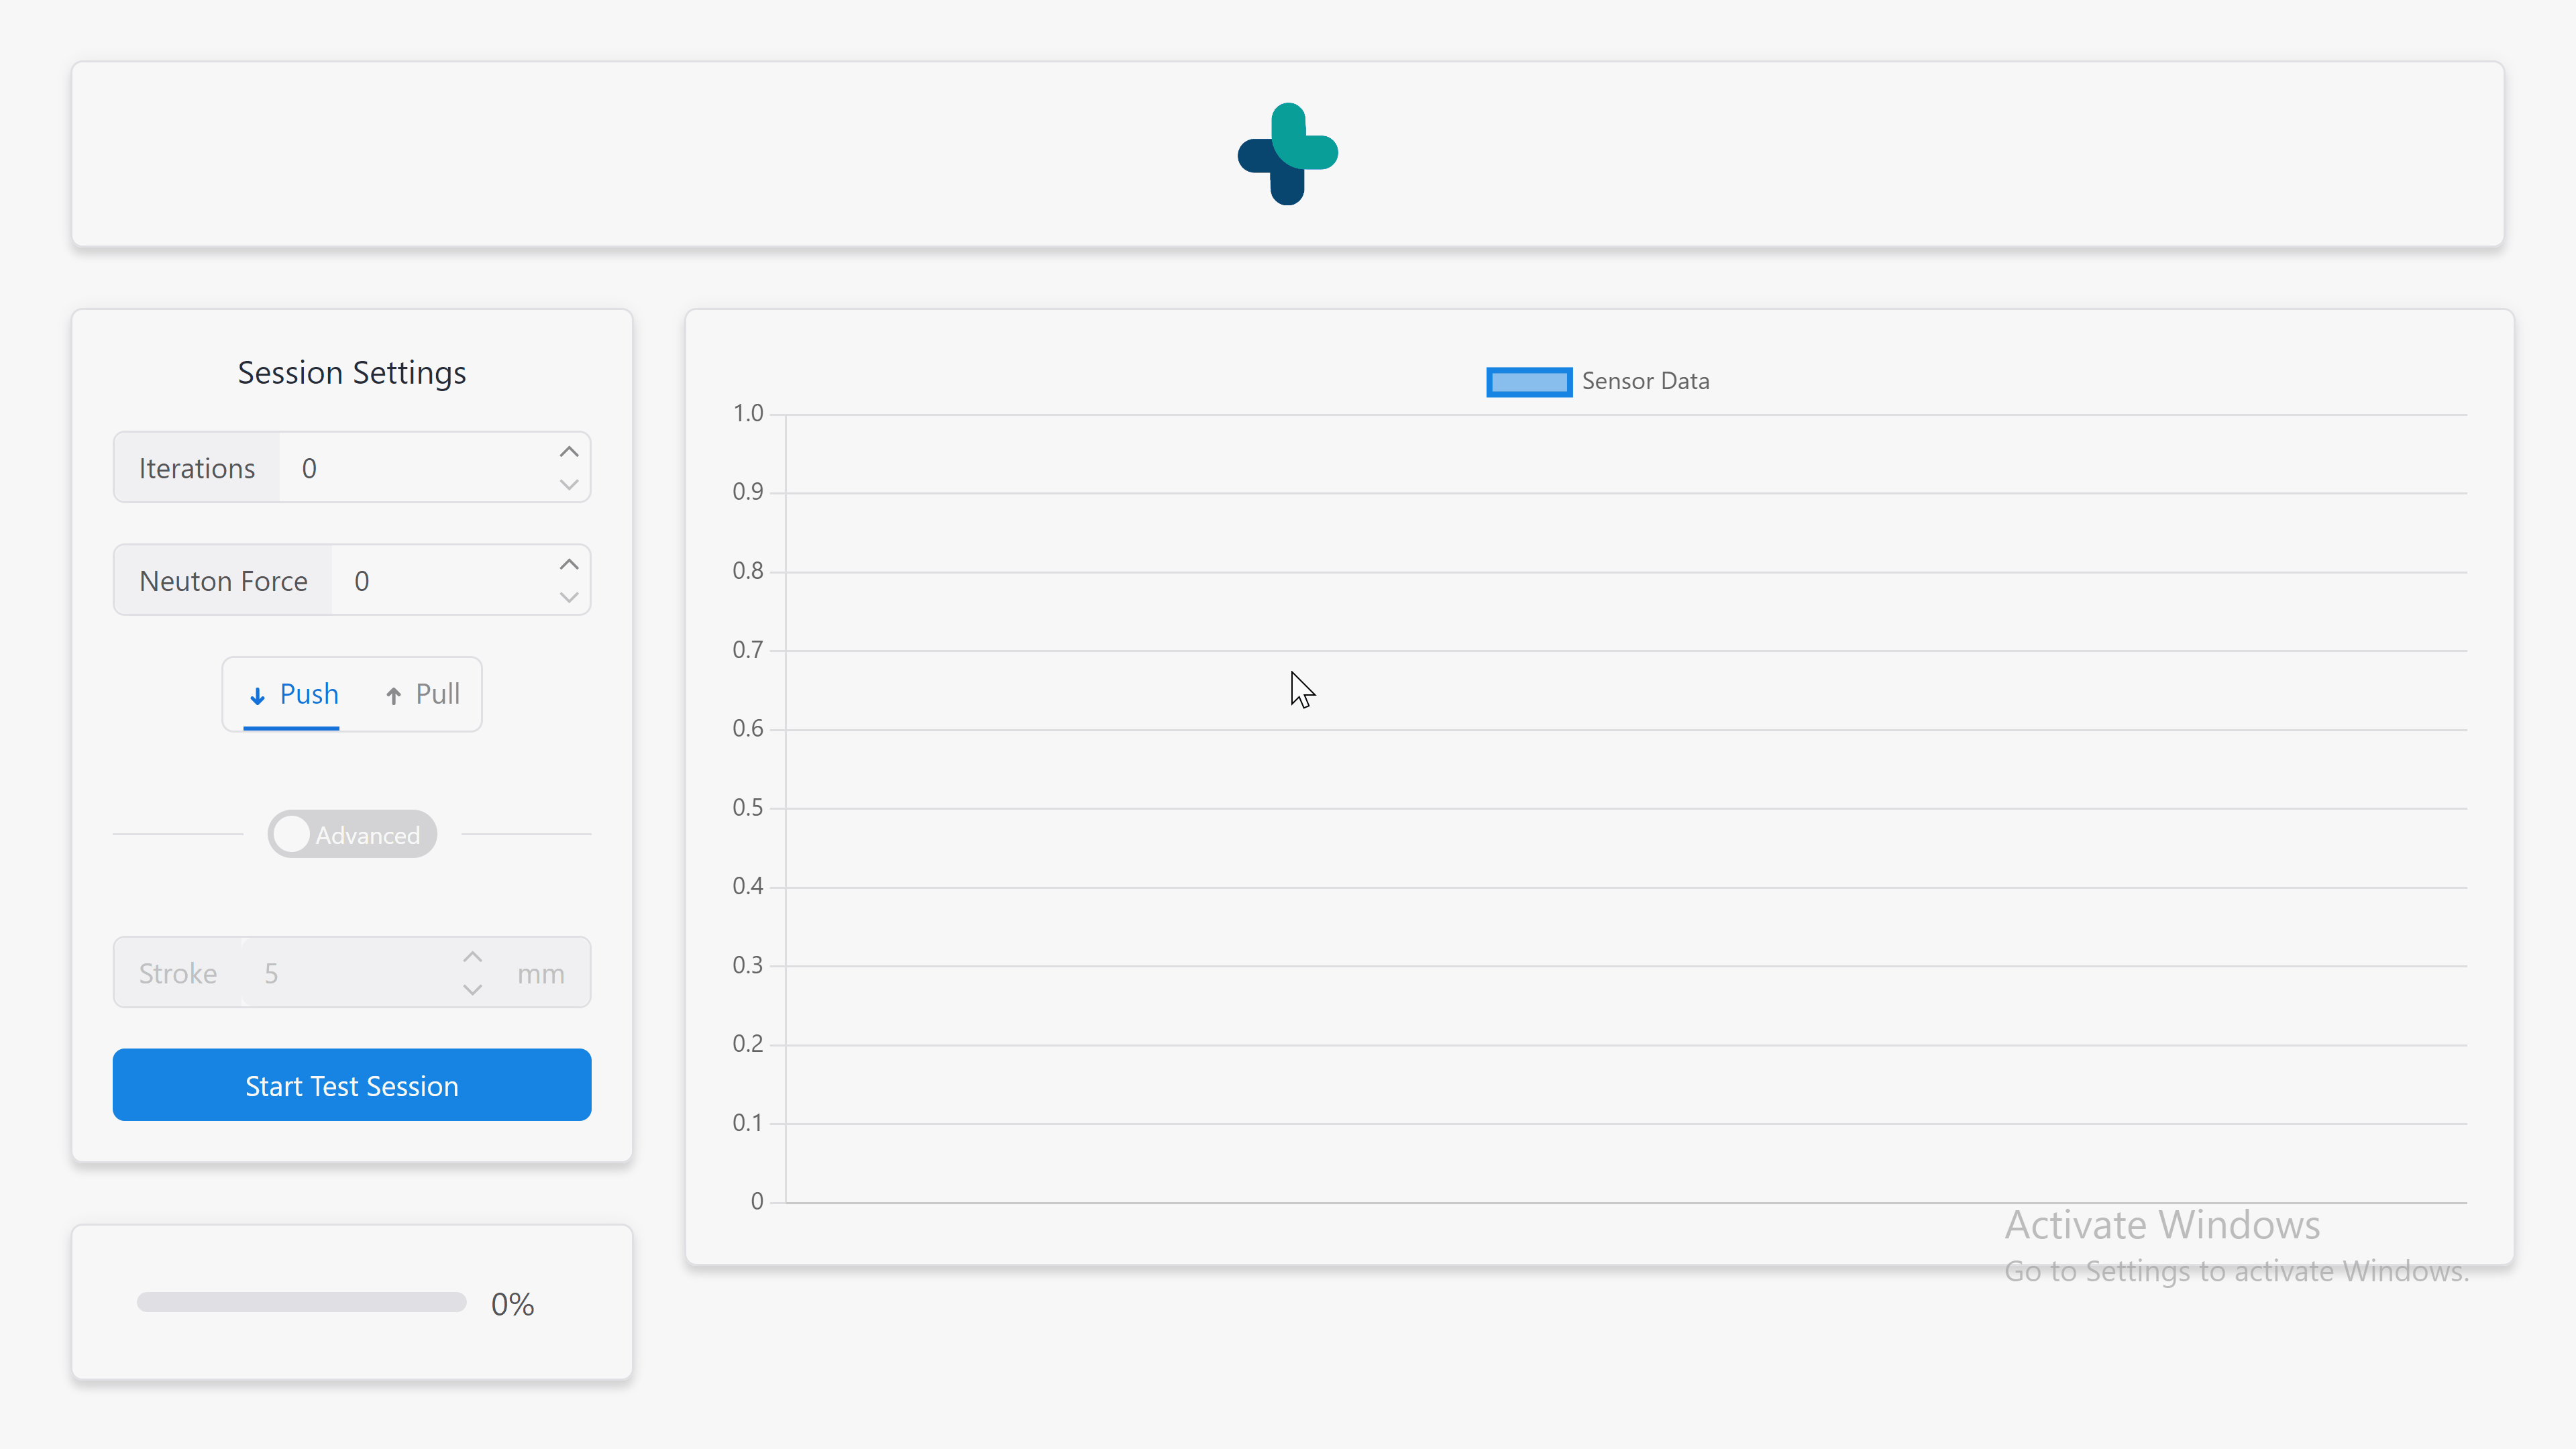 Session Settings
Iterations 0
Neuton Force 0
Push Pull
Advanced
Stroke 5 mm
Start Test Session
0%
Sensor Data
1.0
0.9
0.8
0.7
0.6
0.5
0.4
0.3
0.2
0.1
0
Activate Windows
Go to Settings to activate Windows.